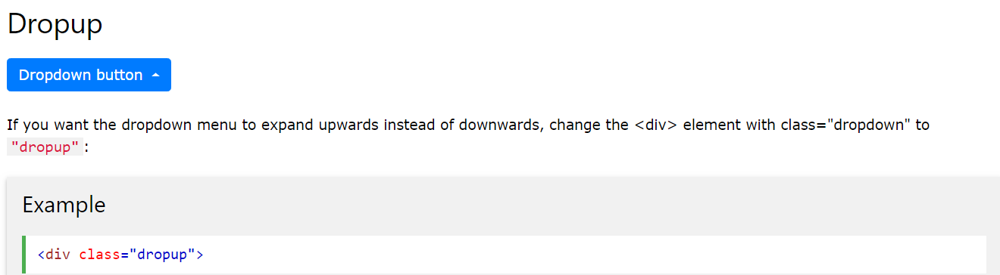 Dropup
Dropdown button
If you want the dropdown menu to expand upwards instead of downwards, change the <div> element with class="dropdown" to
"dropup":
Example
<div class="dropup">